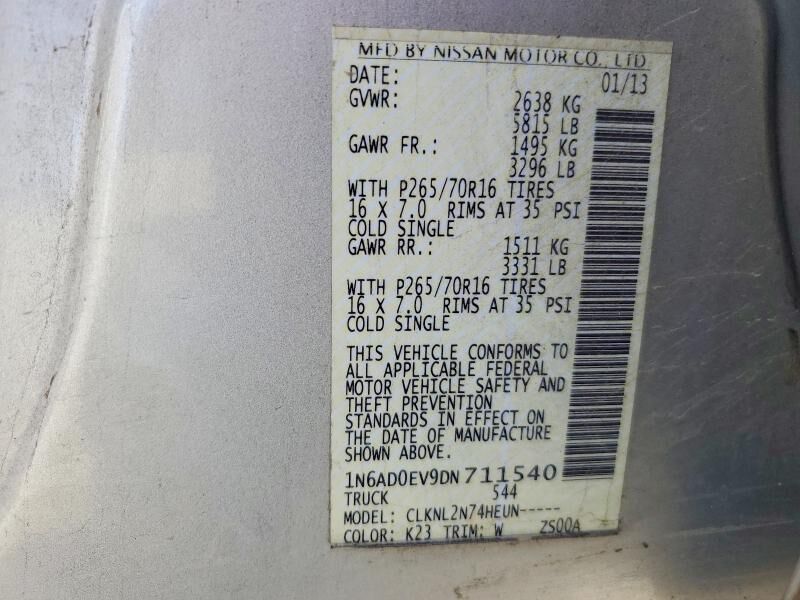 MFD BY NISSAN MOTOR CO., LTD
DATE: 01/13
GVWR: 2638 KG
5815 LB
GAWR FR.: 1495 KG
3296 LB
WITH P265/70R16 TIRES
16 X 7.0 RIMS AT 35 PSI
COLD SINGLE
GAWR RR.: 1511 KG
3331 LB
WITH P265/70R16 TIRES
16 X 7.0 RIMS AT 35 PSI
COLD SINGLE
THIS VEHICLE CONFORMS TO
ALL APPLICABLE FEDERAL
MOTOR VEHICLE SAFETY AND
THEFT PREVENTION
STANDARDS IN EFFECT ON
THE DATE OF MANUFACTURE
SHOWN ABOVE.
1N6AD0EV9DN711540
TRUCK 544
MODEL: CLKNL2N74HEUN-----
COLOR: K23 TRIM: W ZS00A